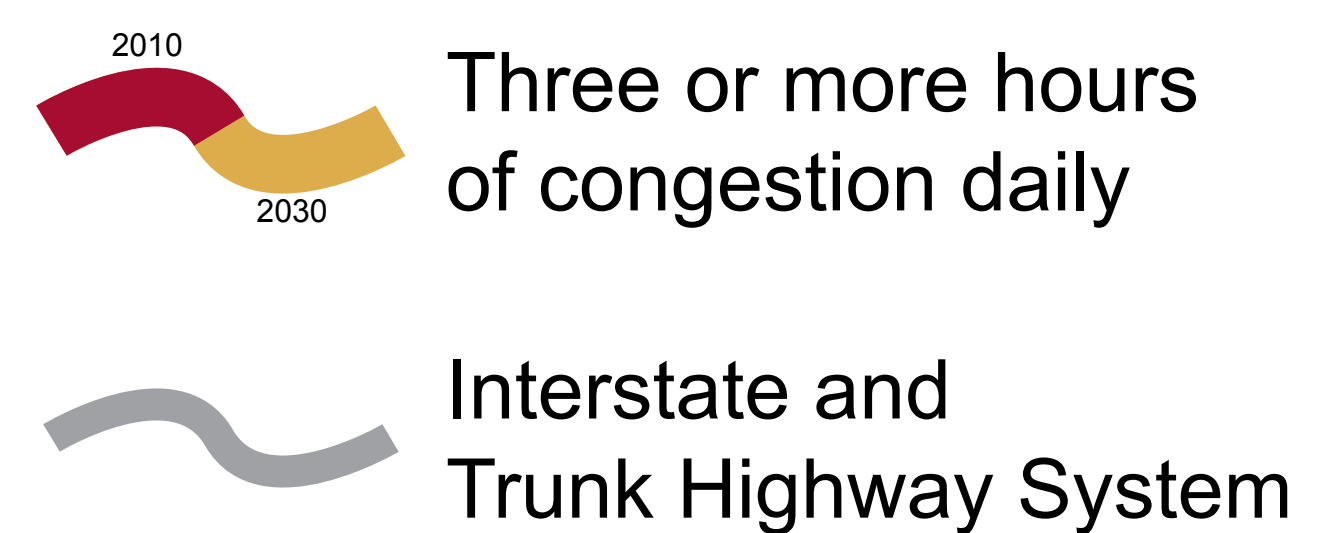 2010
Three or more hours
of congestion daily
2030
Interstate and
Trunk Highway System